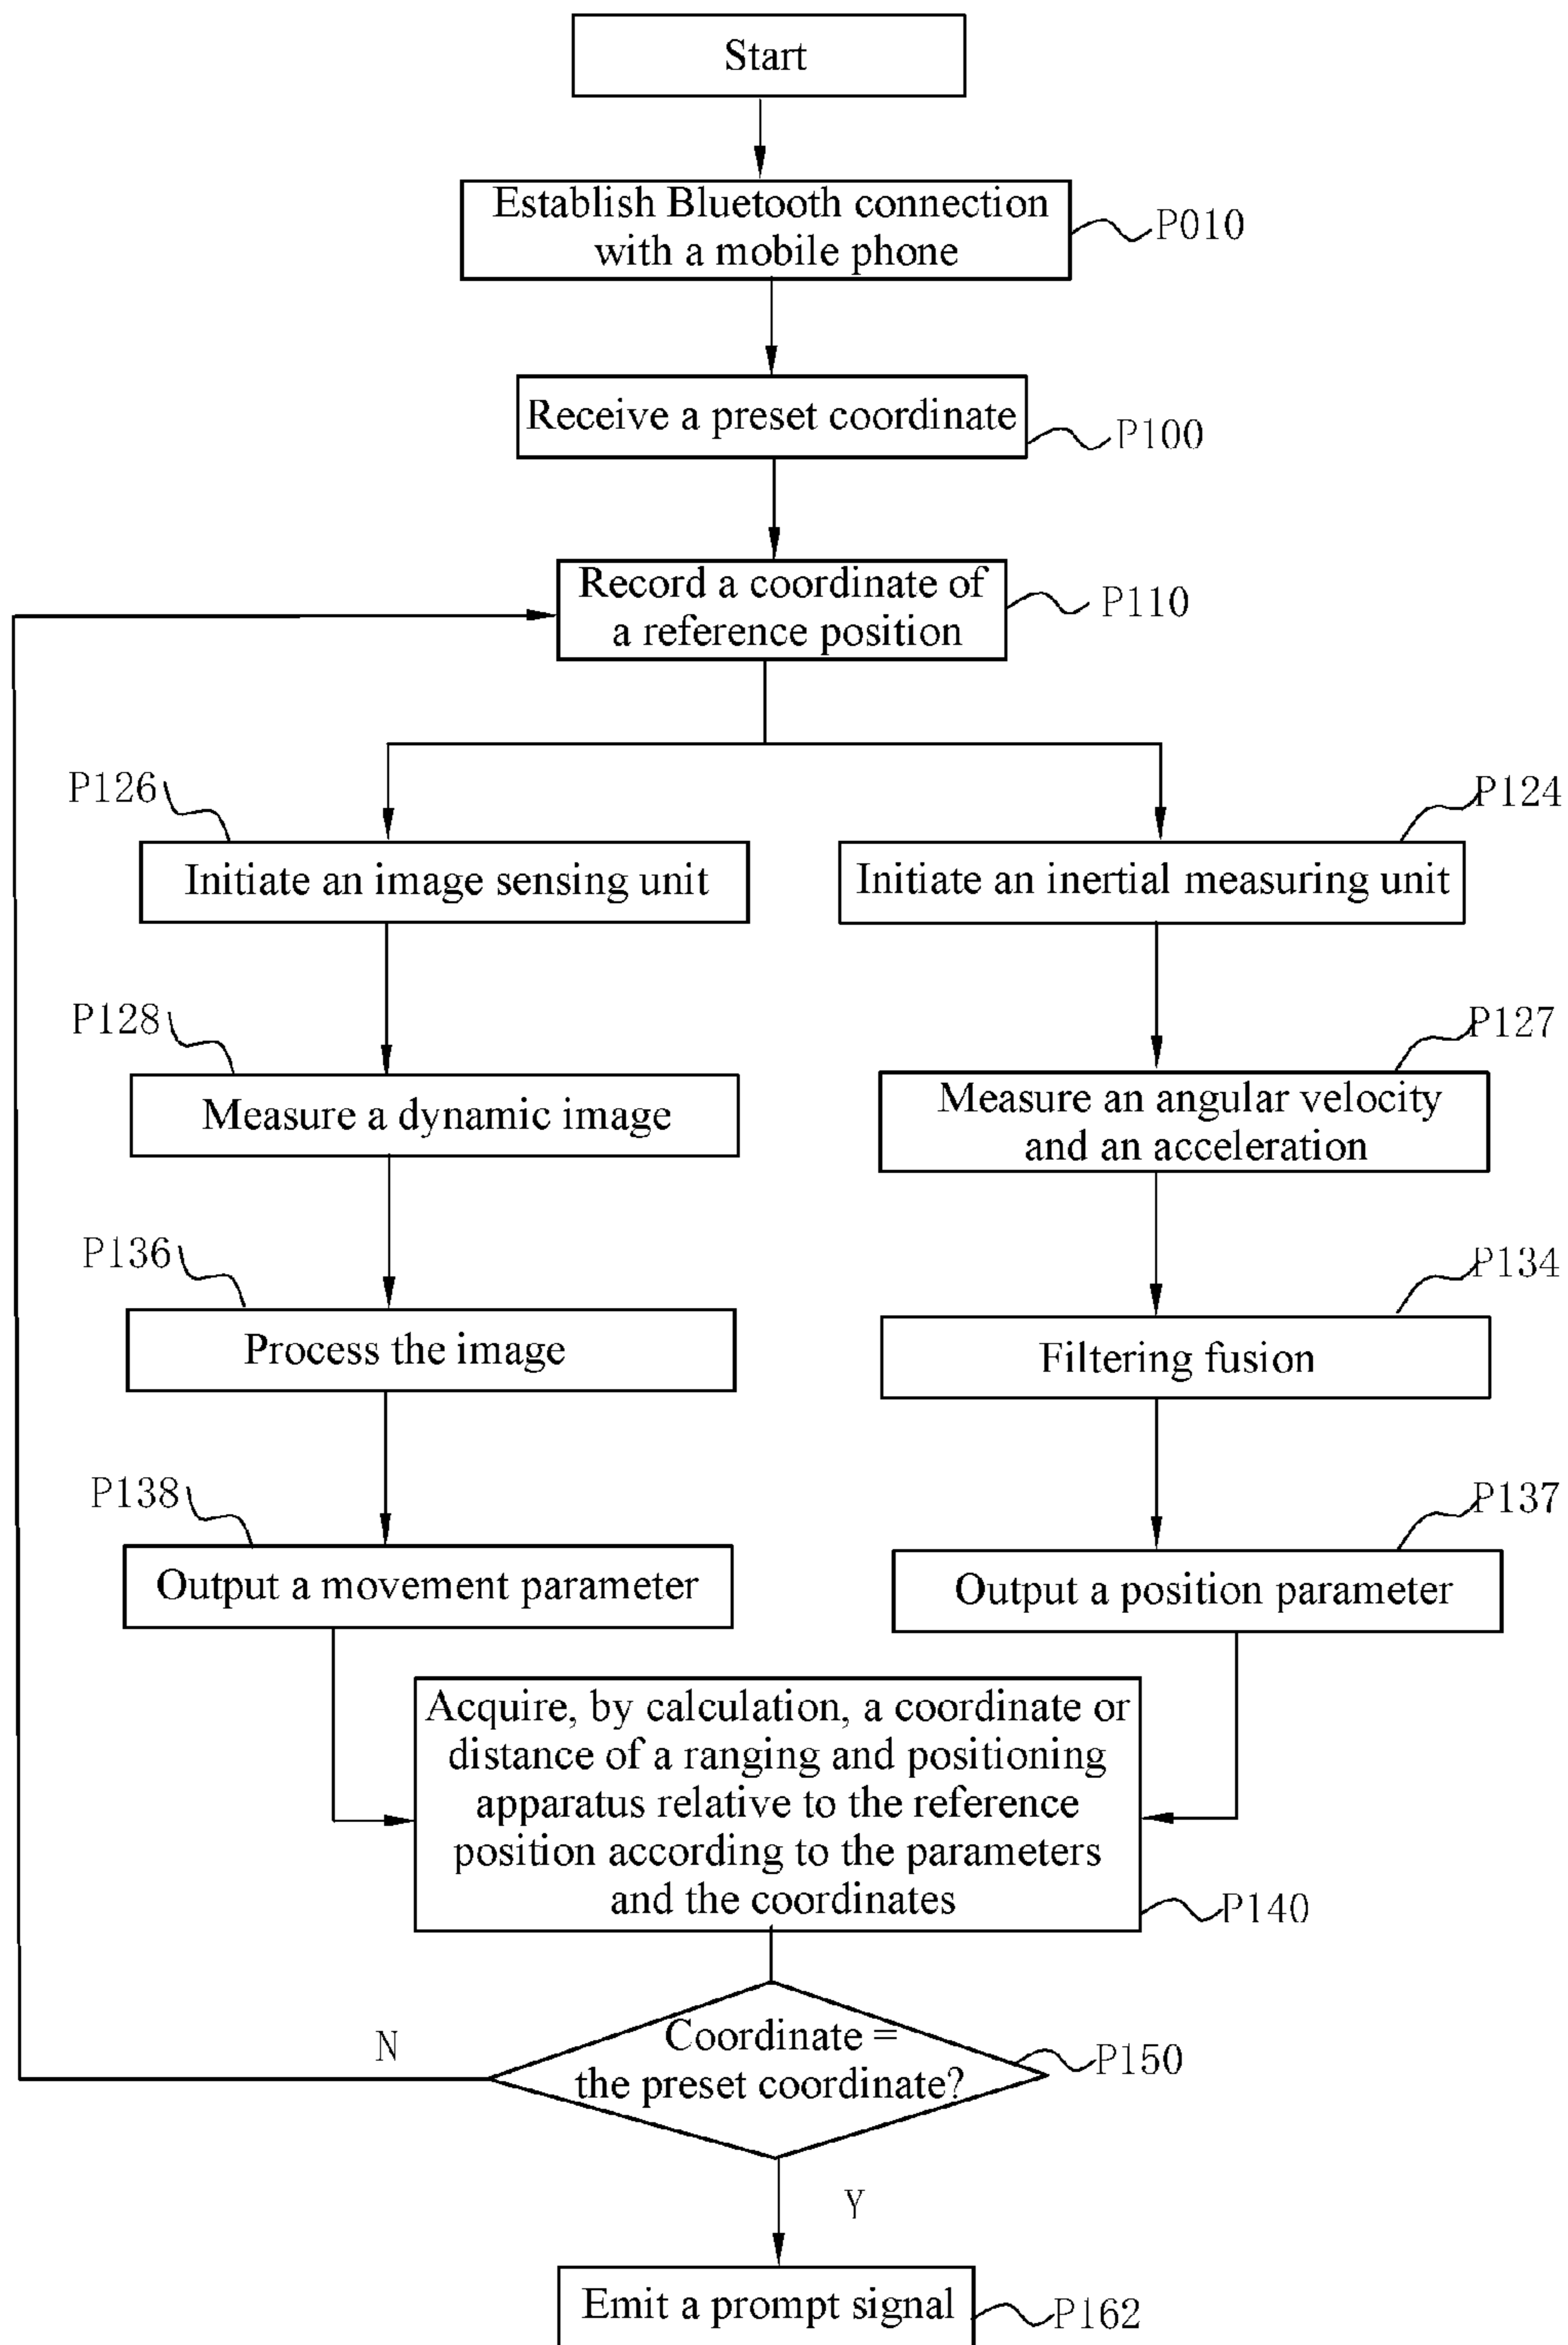 Start
Establish Bluetooth connection
with a mobile phone
P010
Receive a preset coordinate
P100
Record a coordinate of
a reference position
P110
P126
P124
Initiate an image sensing unit
Initiate an inertial measuring unit
P128
P127
Measure a dynamic image
Measure an angular velocity
and an acceleration
P136
P134
Process the image
Filtering fusion
P138
P137
Output a movement parameter
Output a position parameter
Acquire, by calculation, a coordinate or
distance of a ranging and positioning
apparatus relative to the reference
position according to the parameters
and the coordinates
P140
N
Coordinate =
the preset coordinate?
P150
Y
Emit a prompt signal
P162